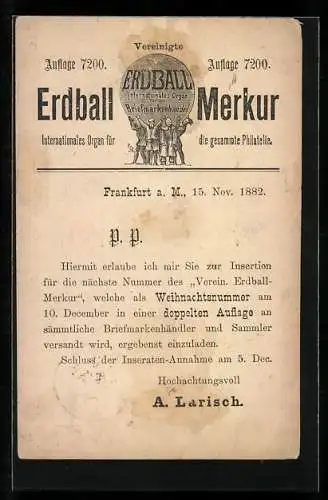 Vereinigte
Auflage 7200. Auflage 7200.
ERDBALL
Internationales Organ
Briefmarkenkunde
Erdball Merkur
Internationales Organ für die gesammte Philatelie.
Frankfurt a. M., 15. Nov. 1882.
P. P.
Hiermit erlaube ich mir Sie zur Insertion
für die nächste Nummer des „Verein. Erdball-
Merkur", welche als Weihnachtsnummer am
10. December in einer doppelten Auflage an
sämmtliche Briefmarkenhändler und Sammler
versandt wird, ergebenst einzuladen.
Schluss der Inseraten-Annahme am 5. Dec.
Hochachtungsvoll
A. Larisch.